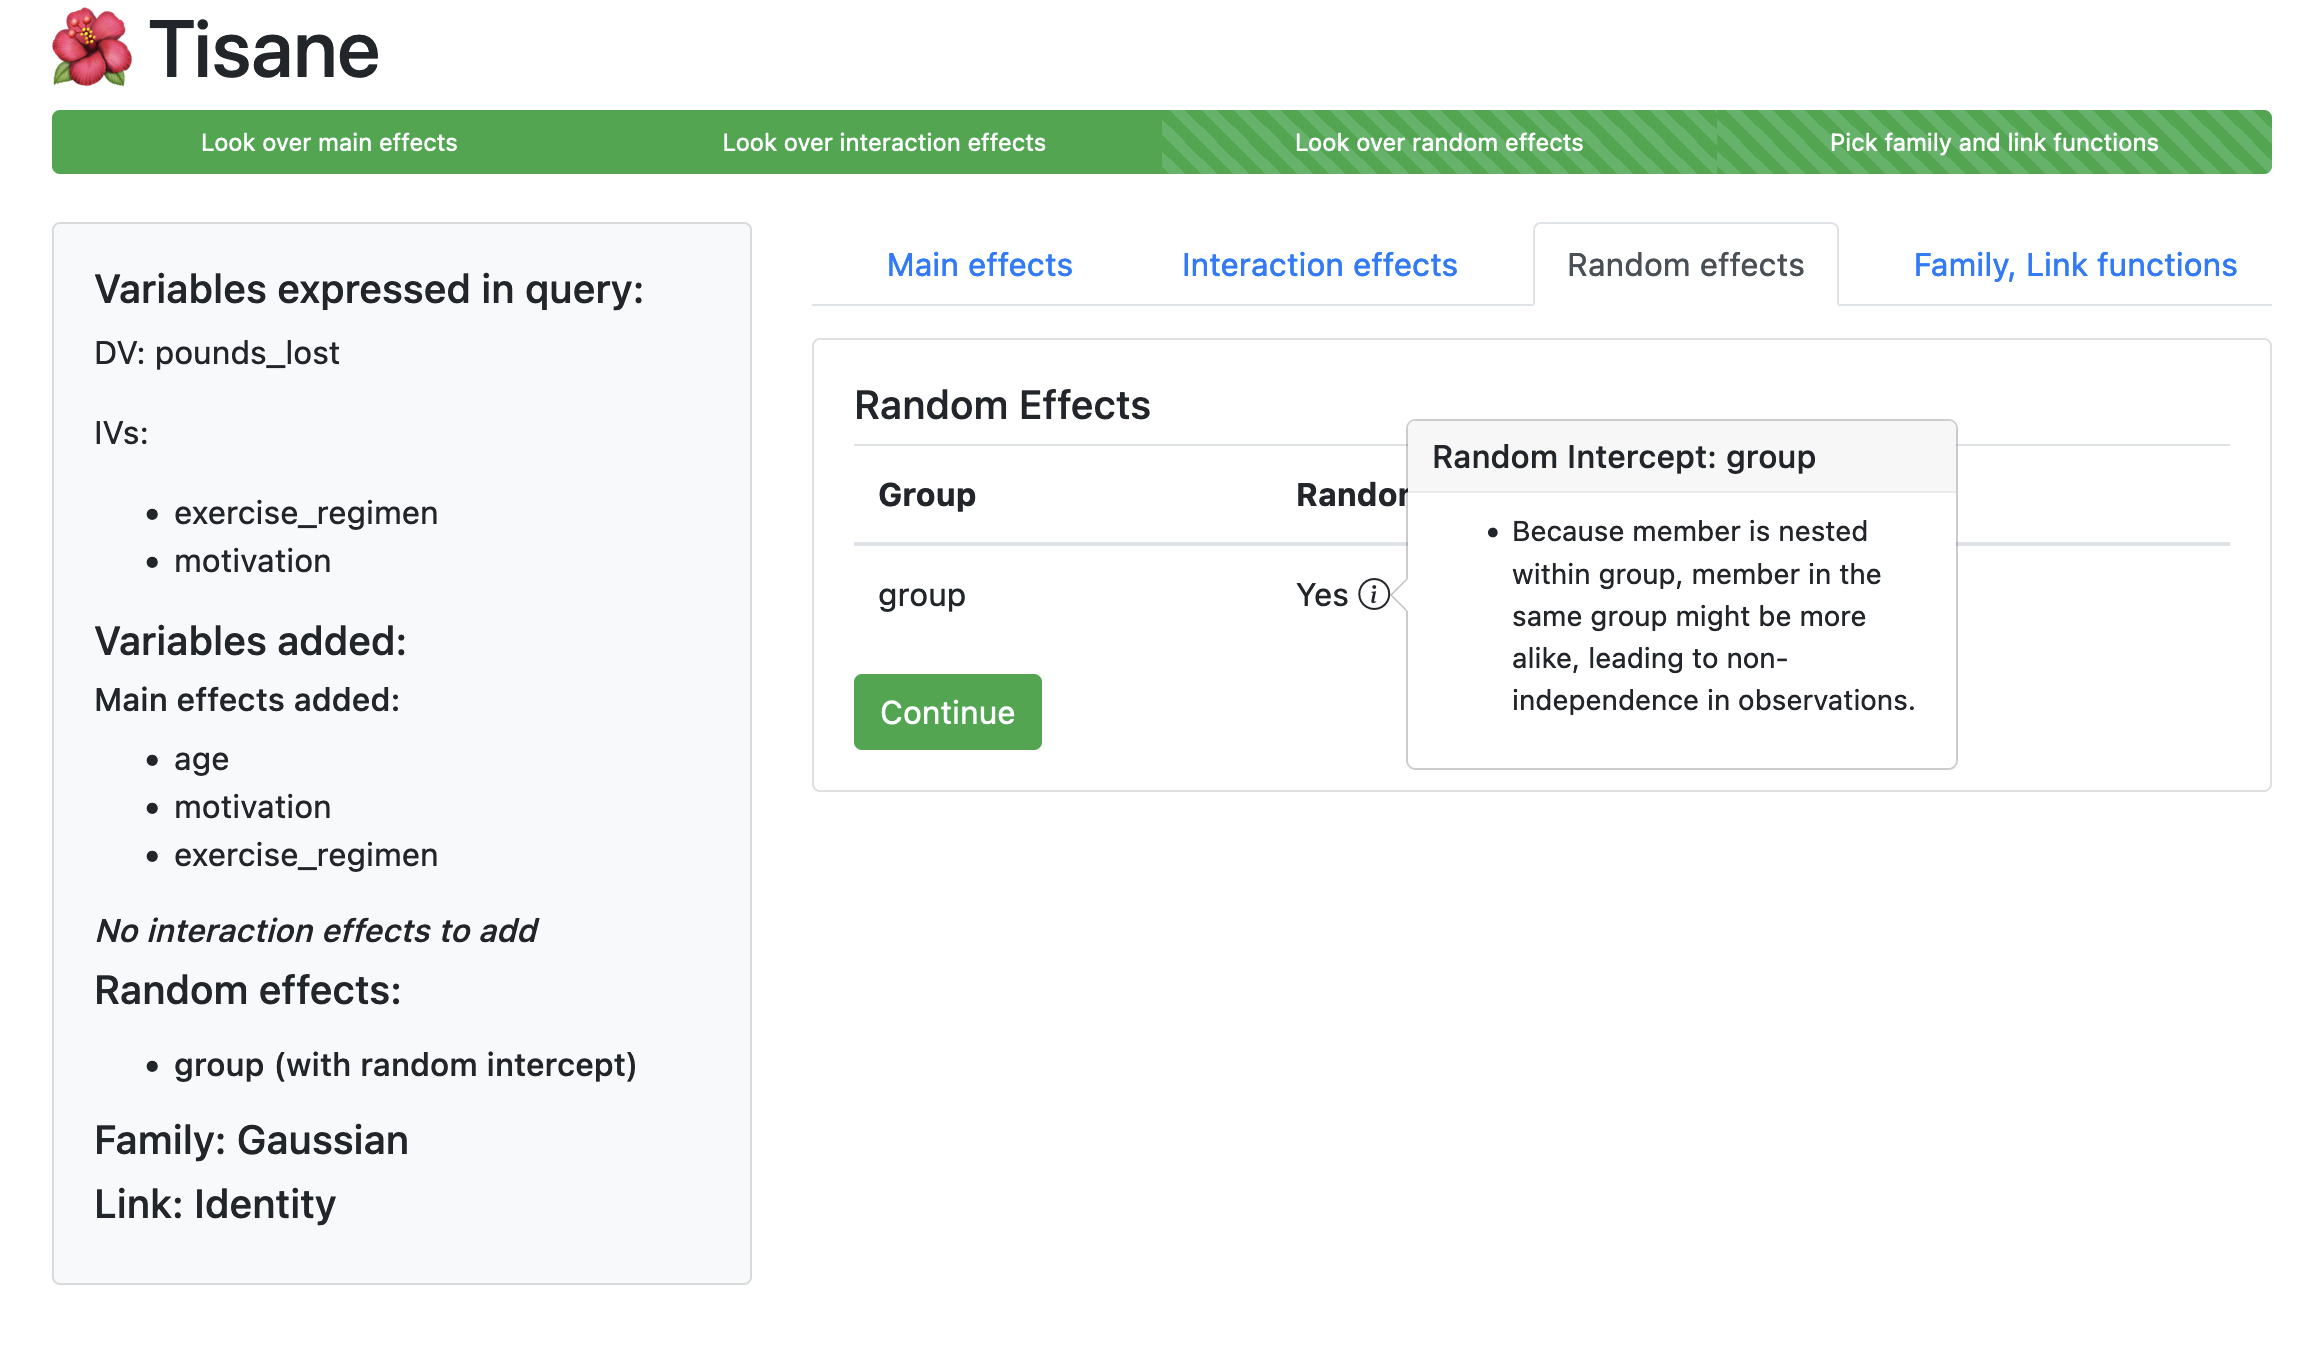 Tisane
Look over main effects
Look over interaction effects
Look over random effects
Pick family and link functions
Variables expressed in query:
DV: pounds_lost
IVs:
• exercise_regimen
• motivation
Variables added:
Main effects added:
• age
• motivation
• exercise_regimen
No interaction effects to add
Random effects:
• group (with random intercept)
Family: Gaussian
Link: Identity
Main effects
Interaction effects
Random effects
Family, Link functions
Random Effects
Group
group
Yes
Continue
Random Intercept: group
• Because member is nested
within group, member in the
same group might be more
alike, leading to non-
independence in observations.